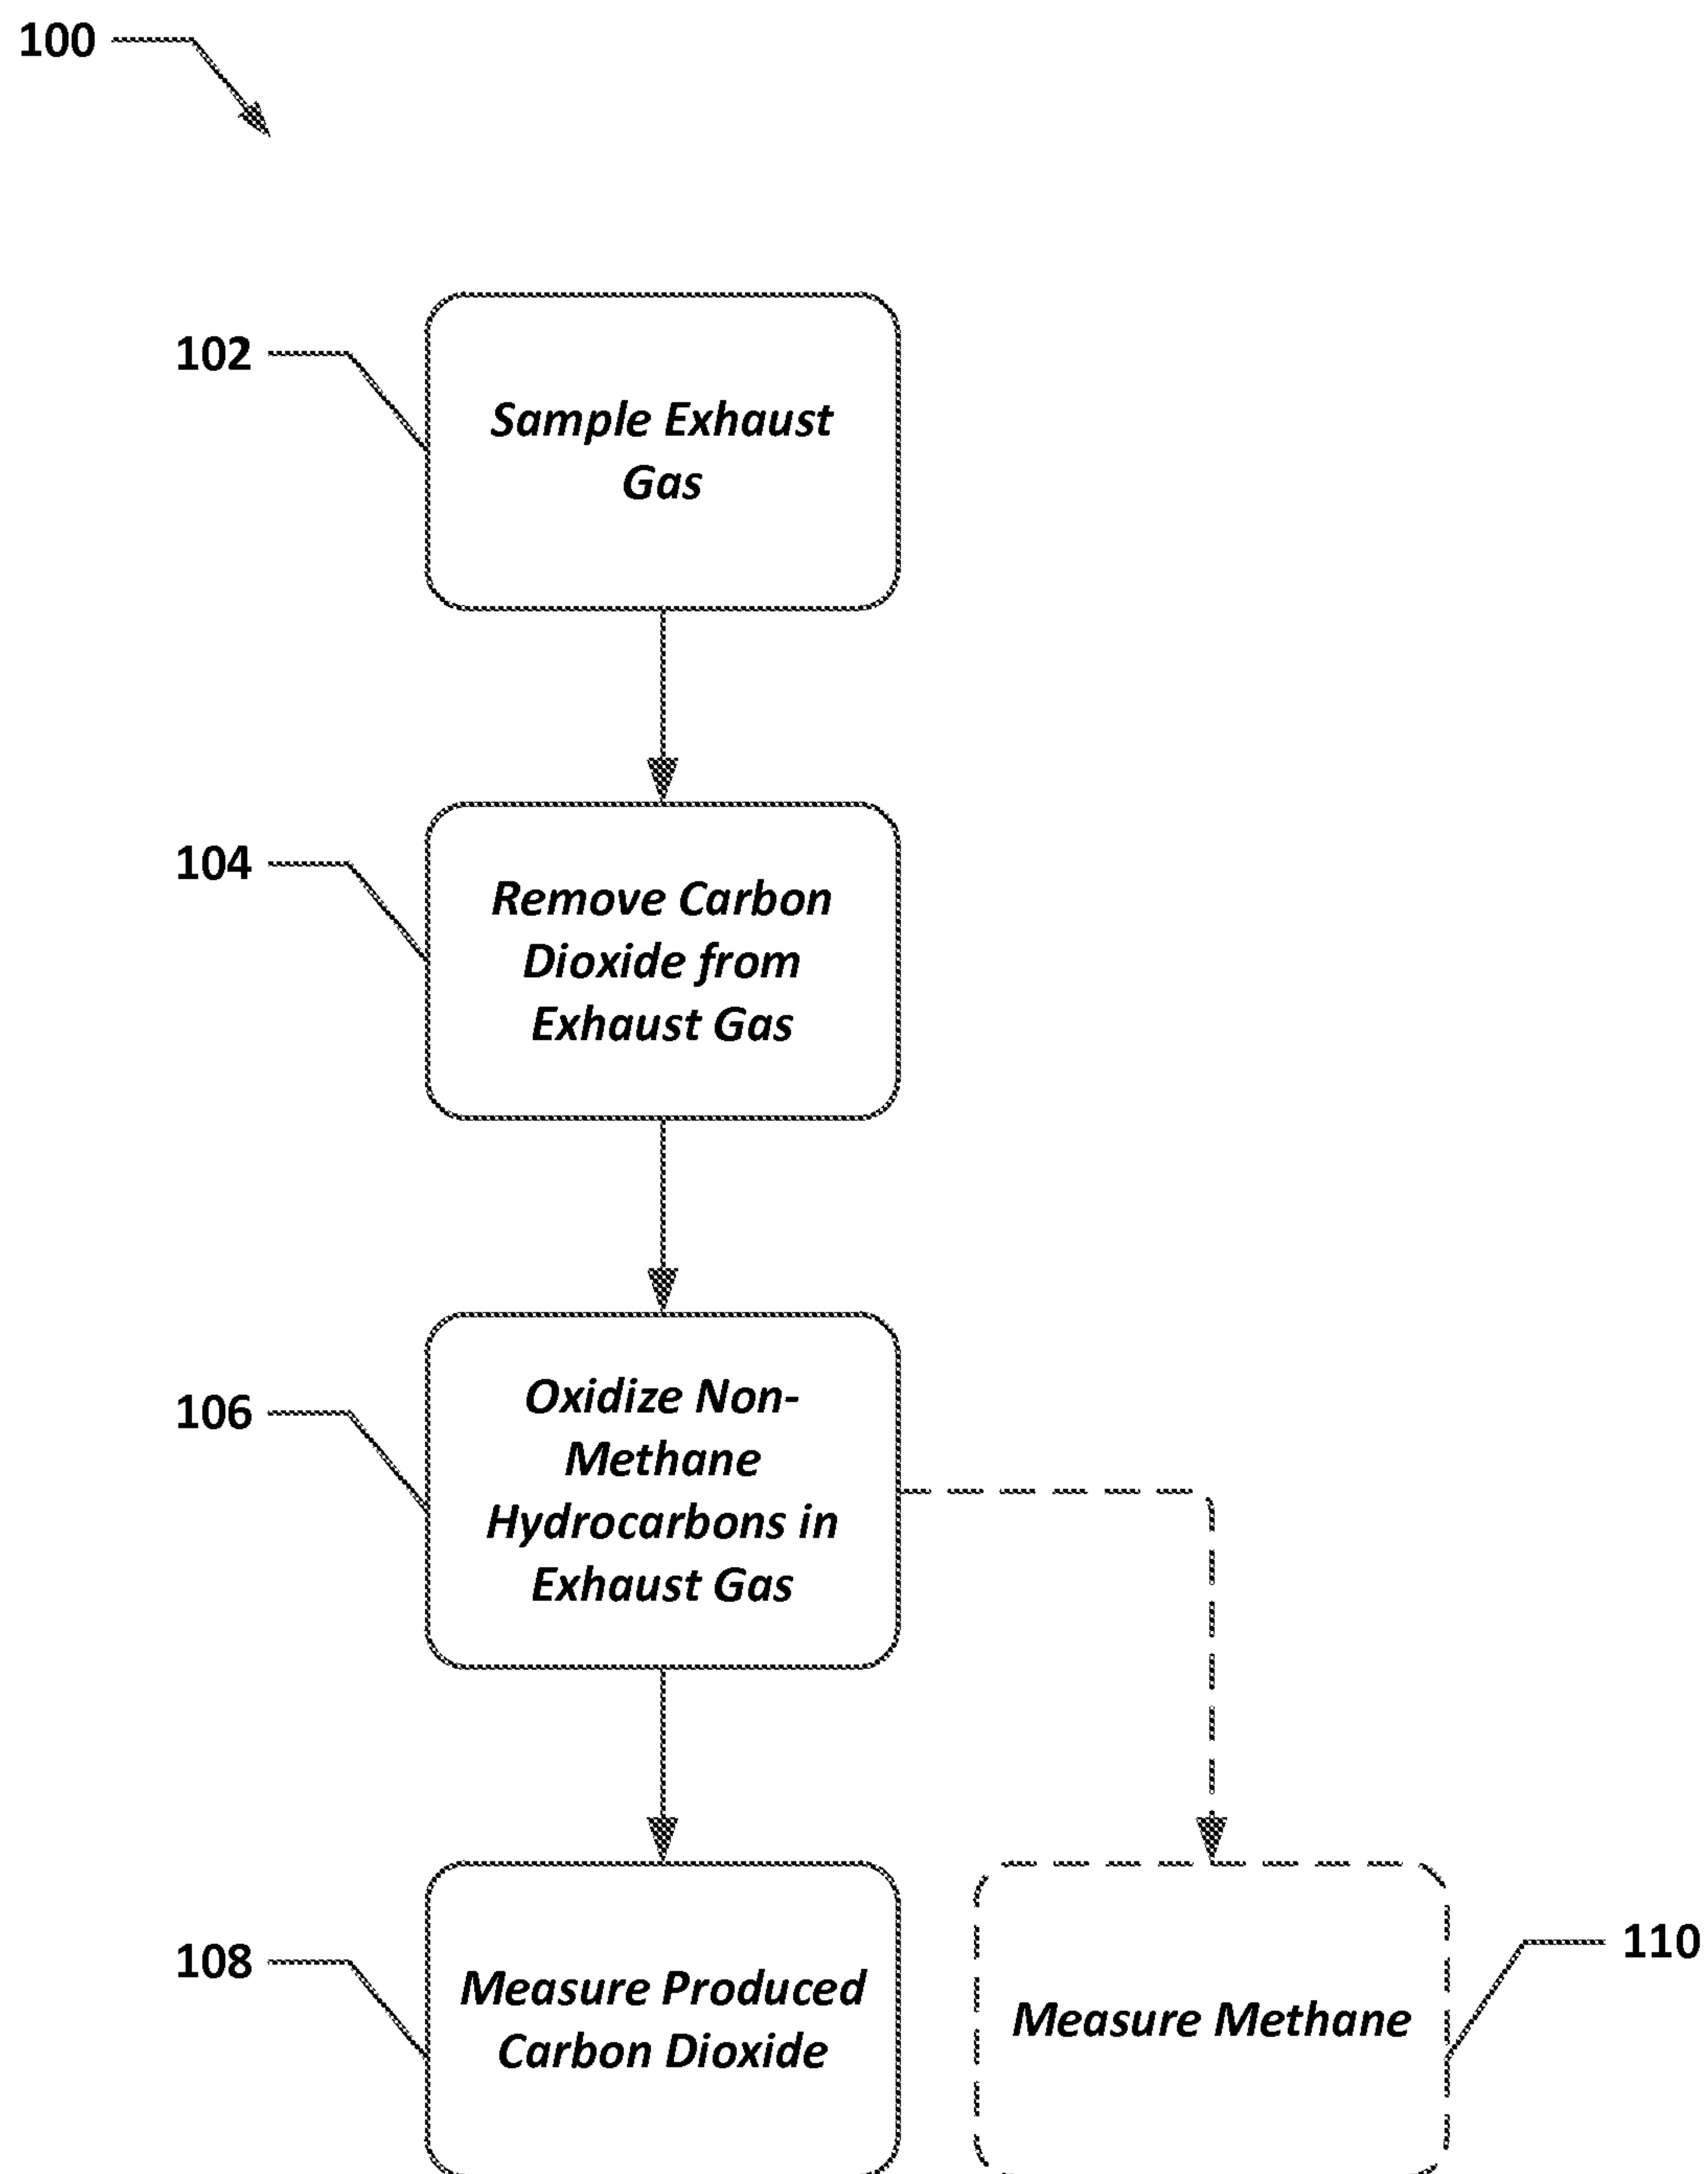 100
102
Sample Exhaust
Gas
104
Remove Carbon
Dioxide from
Exhaust Gas
106
Oxidize Non-
Methane
Hydrocarbons in
Exhaust Gas
108
Measure Produced
Carbon Dioxide
Measure Methane
110